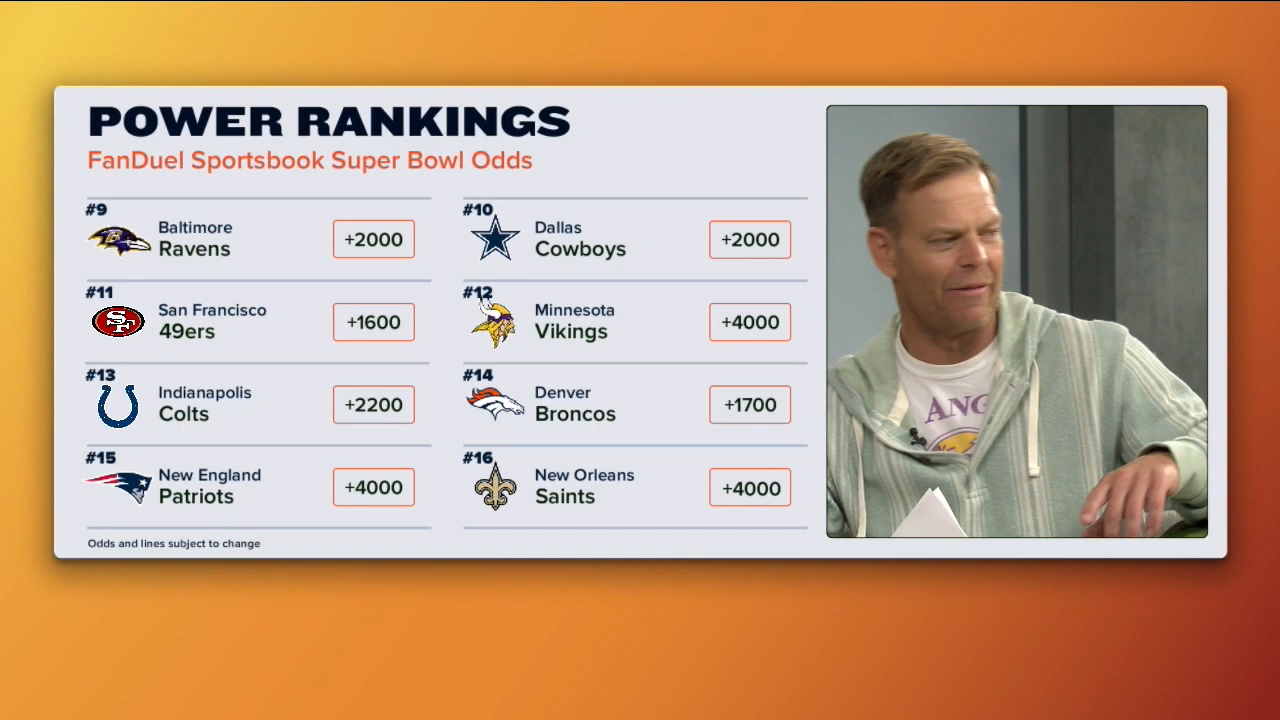 POWER RANKINGS
FanDuel Sportsbook Super Bowl Odds
#9
Baltimore
Ravens
+2000
#10
Dallas
Cowboys
+2000
#11
San Francisco
49ers
+1600
#12
Minnesota
Vikings
+4000
#13
Indianapolis
Colts
+2200
#14
Denver
Broncos
+1700
#15
New England
Patriots
+4000
#16
New Orleans
Saints
+4000
Odds and lines subject to change
ANG